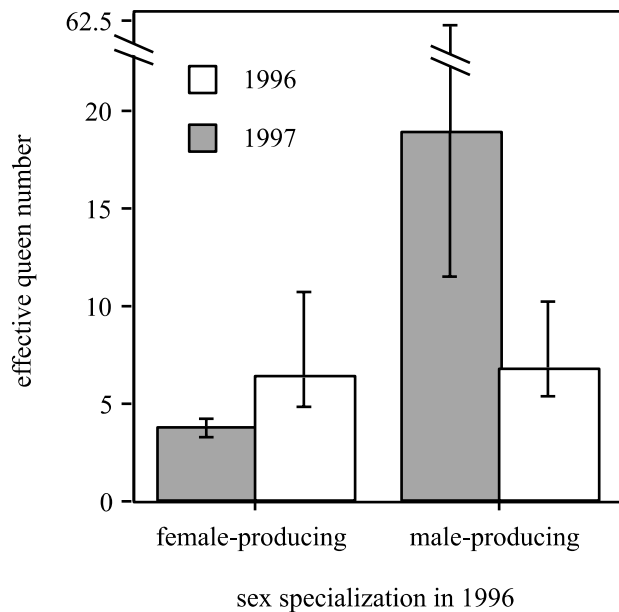 62.5
1996
1997
20
15
10
5
0
effective queen number
female-producing male-producing
sex specialization in 1996